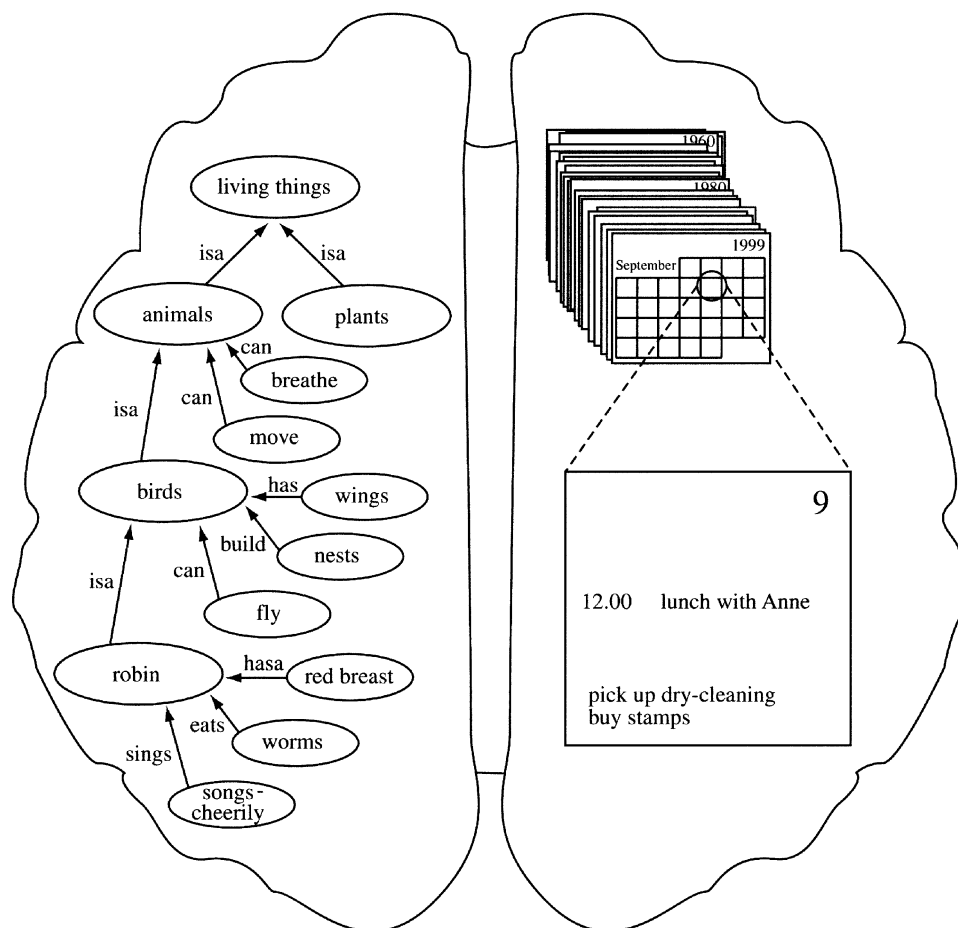 living things
isa
isa
animals
plants
can
breathe
can
move
isa
birds
has
wings
build
nests
can
fly
isa
robin
hasa
red breast
eats
worms
sings
songs-
cheerily
1960
1980
1999
September
9
12.00 lunch with Anne
pick up dry-cleaning
buy stamps